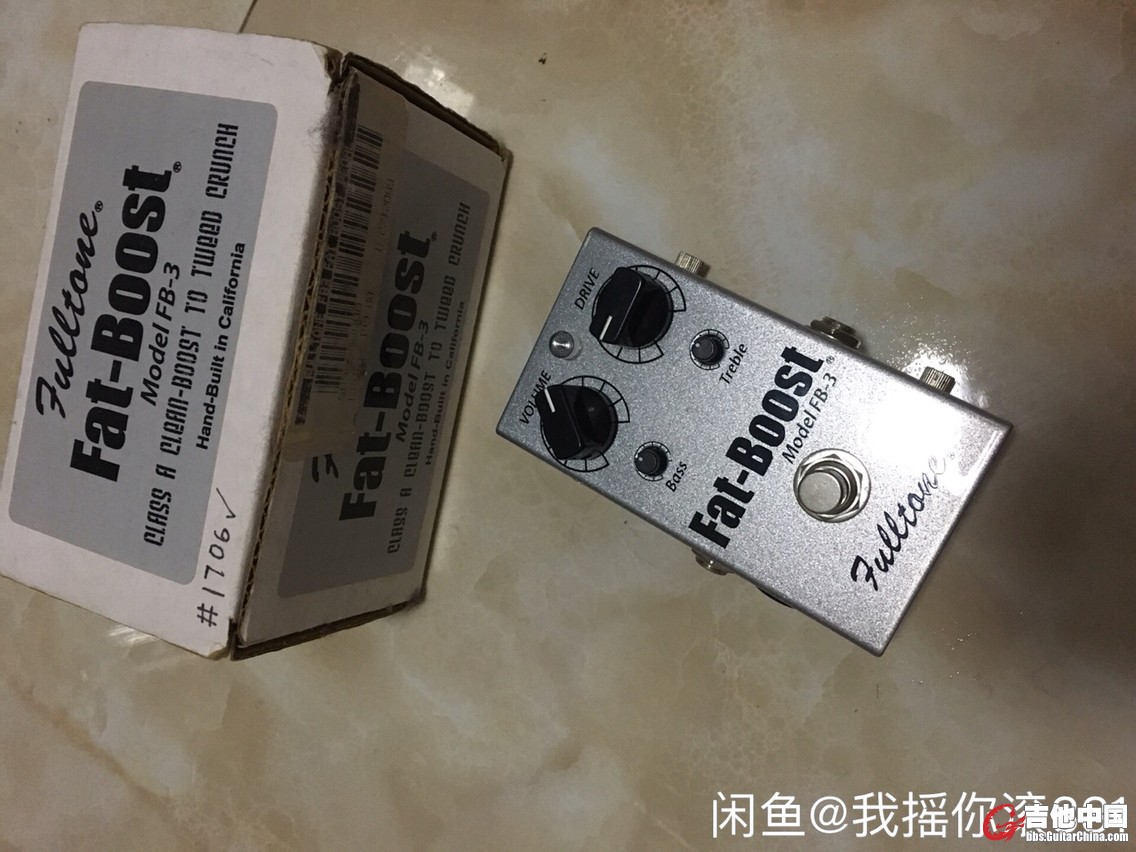 Fulltone®
Fat-Boost®
Model FB-3
CLASS A CLEAN-BOOST TO TWEED CRUNCH
Hand-Built in California
#1706✓
Fat-Boost®
Model FB-3
CLASS A CLEAN-BOOST TO TWEED CRUNCH
Hand-Built in California
DRIVE
VOLUME
Treble
Bass
Fat-Boost®
Model FB-3
Fulltone®
闲鱼@我摇你滚
吉他中国
bbs.GuitarChina.com